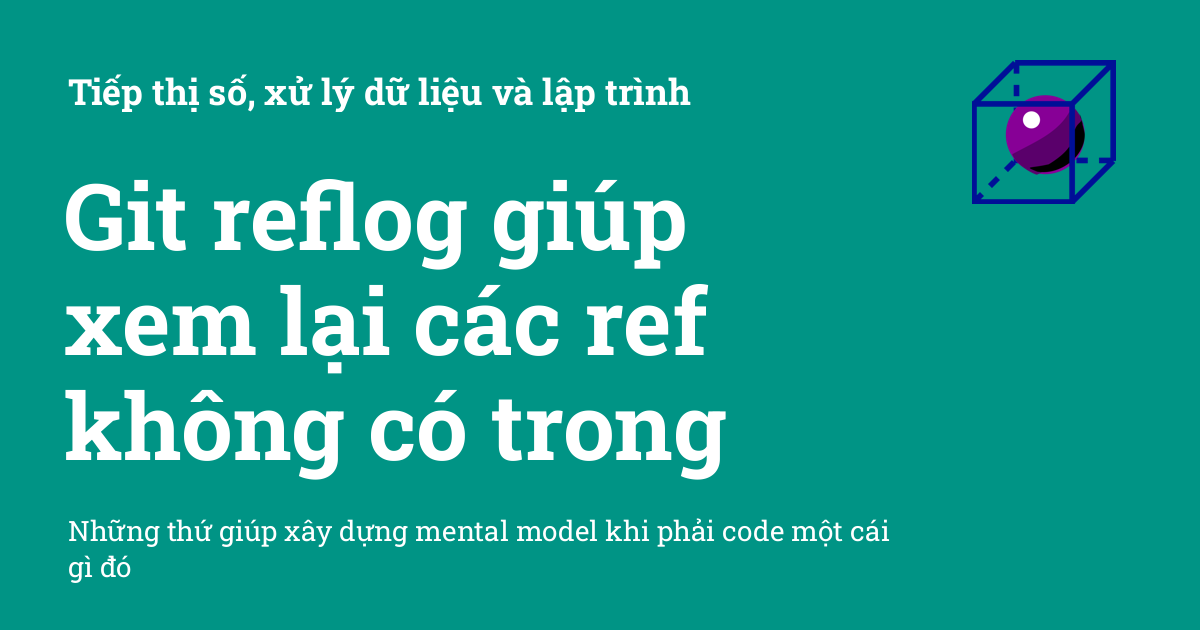 Tiếp thị số, xử lý dữ liệu và lập trình
Git reflog giúp
xem lại các ref
không có trong
Những thứ giúp xây dựng mental model khi phải code một cái
gì đó